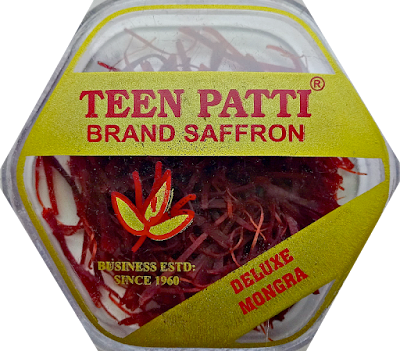 TEEN PATTI®
BRAND SAFFRON
BUSINESS ESTD:
SINCE 1960
DELUXE
MONGRA